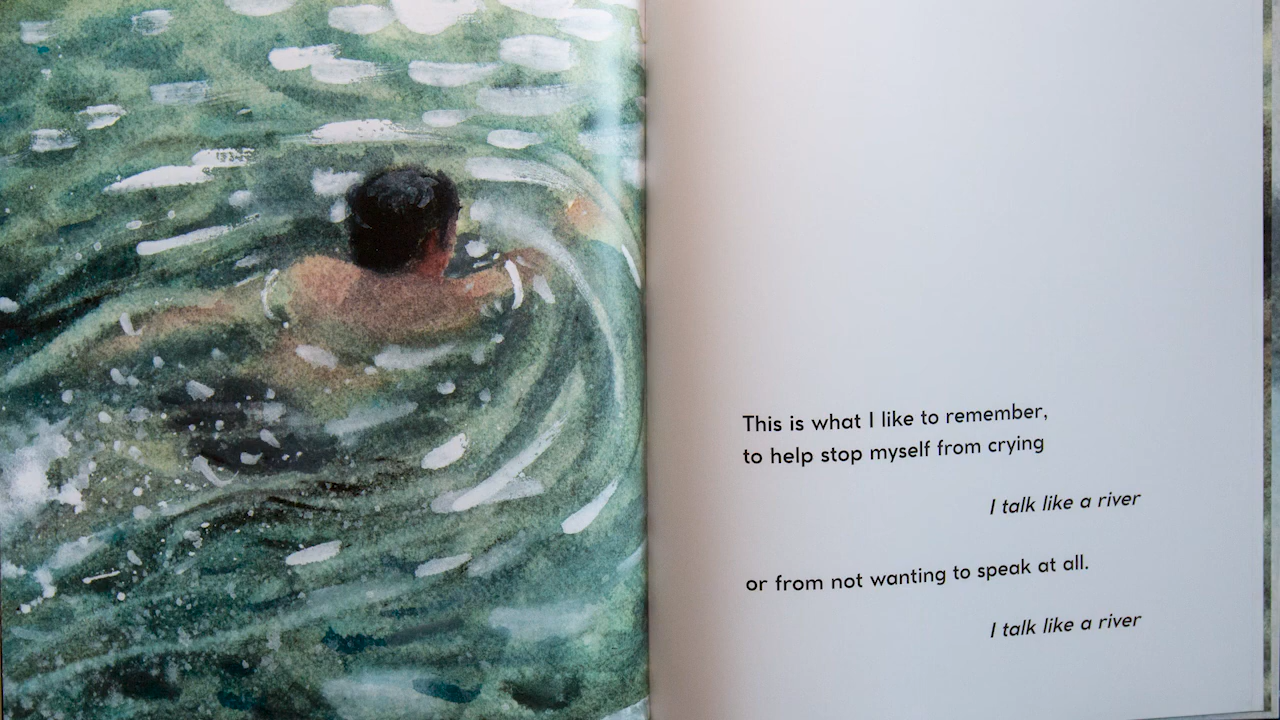 This is what I like to remember,
to help stop myself from crying
I talk like a river
or from not wanting to speak at all.
I talk like a river